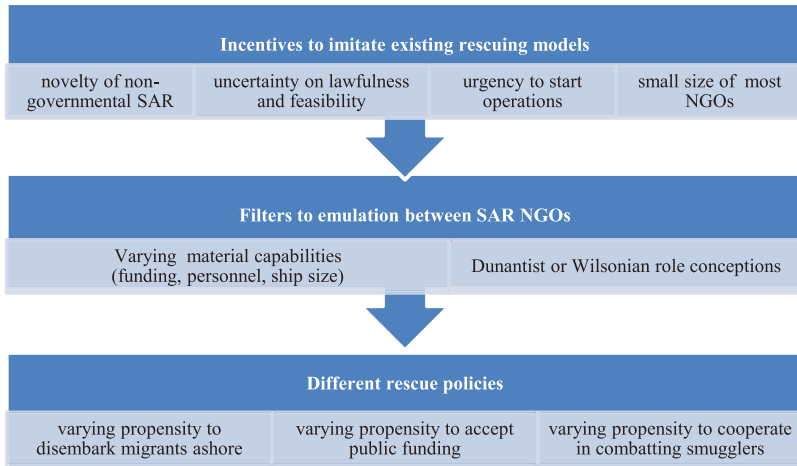 Incentives to imitate existing rescuing models
novelty of non-
governmental SAR
uncertainty on lawfulness
and feasibility
urgency to start
operations
small size of most
NGOs
Filters to emulation between SAR NGOs
Varying material capabilities
(funding, personnel, ship size)
Dunantist or Wilsonian role conceptions
Different rescue policies
varying propensity to
disembark migrants ashore
varying propensity to accept
public funding
varying propensity to cooperate
in combatting smugglers